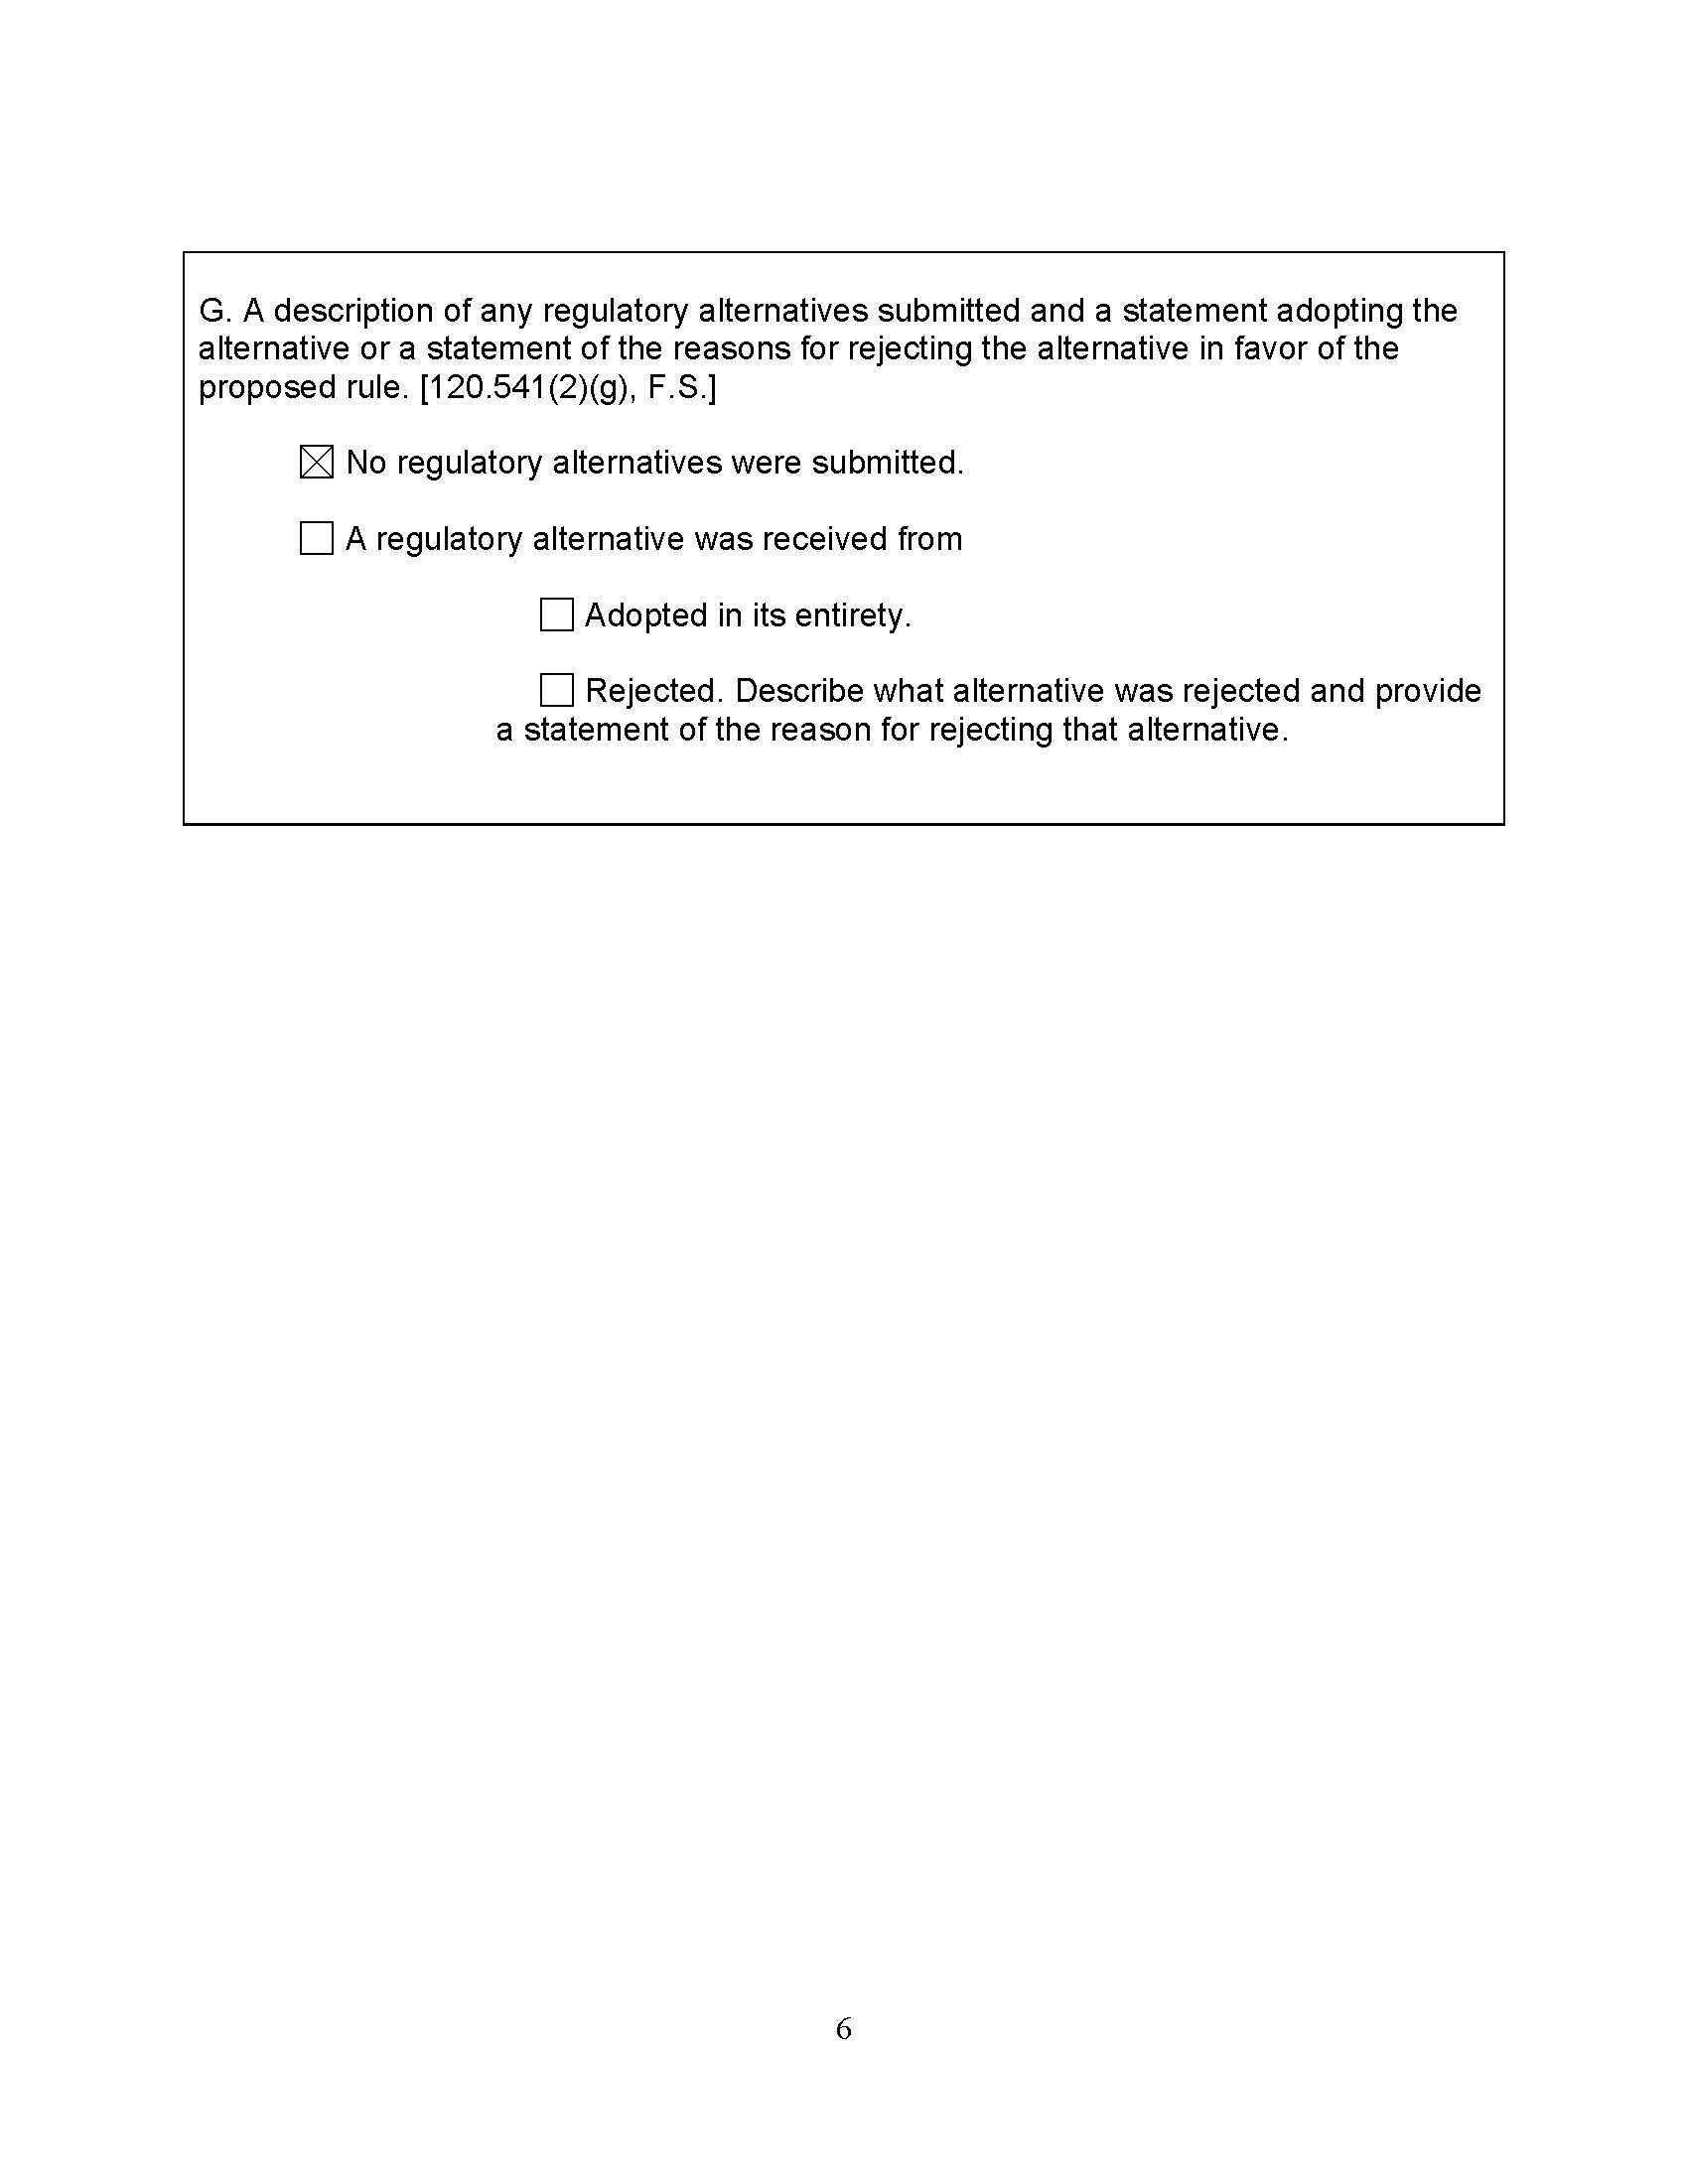 G. A description of any regulatory alternatives submitted and a statement adopting the
alternative or a statement of the reasons for rejecting the alternative in favor of the
proposed rule. [120.541(2)(g), F.S.]
☒ No regulatory alternatives were submitted.
☐ A regulatory alternative was received from
☐ Adopted in its entirety.
☐ Rejected. Describe what alternative was rejected and provide
a statement of the reason for rejecting that alternative.
6